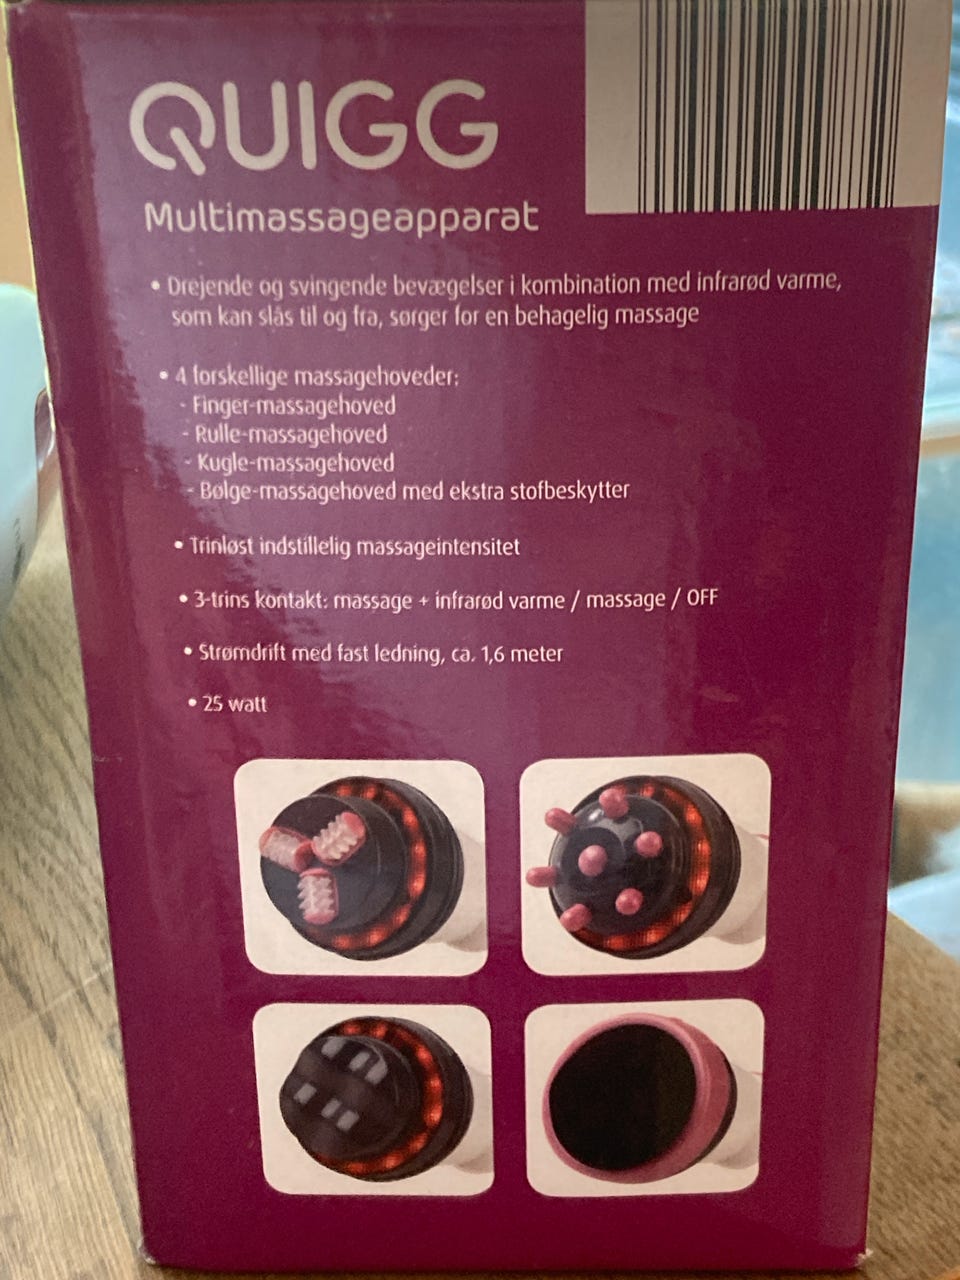 QUIGG
Multimassageapparat
• Drejende og svingende bevægelser i kombination med infrarød varme,
som kan slås til og fra, sørger for en behagelig massage
• 4 forskellige massagehoveder:
- Finger-massagehoved
- Rulle-massagehoved
- Kugle-massagehoved
- Bølge-massagehoved med ekstra stofbeskytter
• Trinløst indstillelig massageintensitet
• 3-trins kontakt: massage + infrarød varme / massage / OFF
• Strømdrift med fast ledning, ca. 1,6 meter
• 25 watt